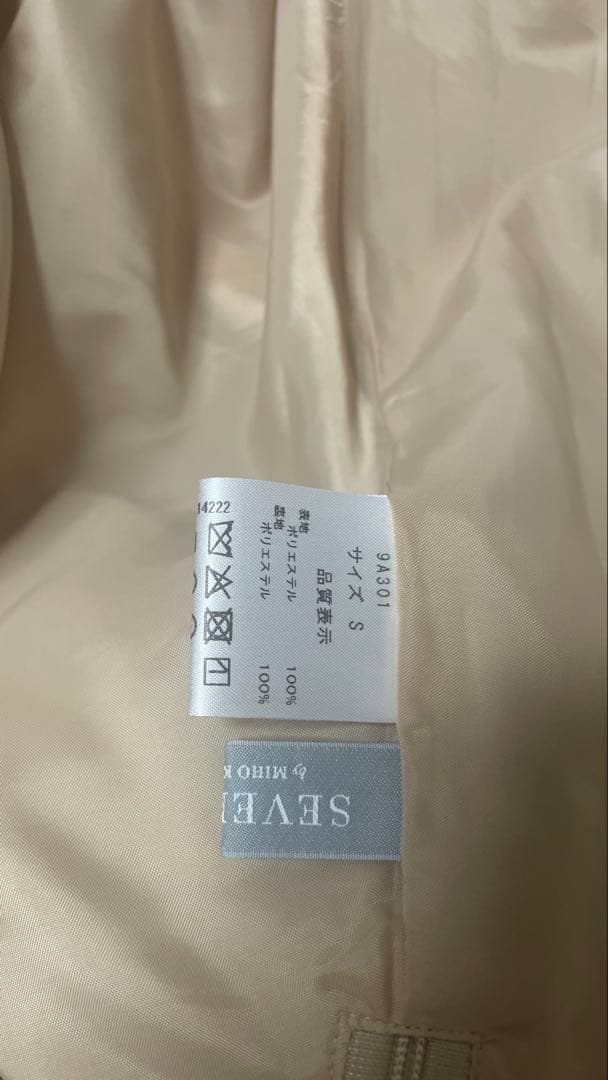 9A301
サイズ S
品質表示
表地
ポリエステル 100%
裏地
ポリエステル 100%
14222
SEVE
by MIHO K